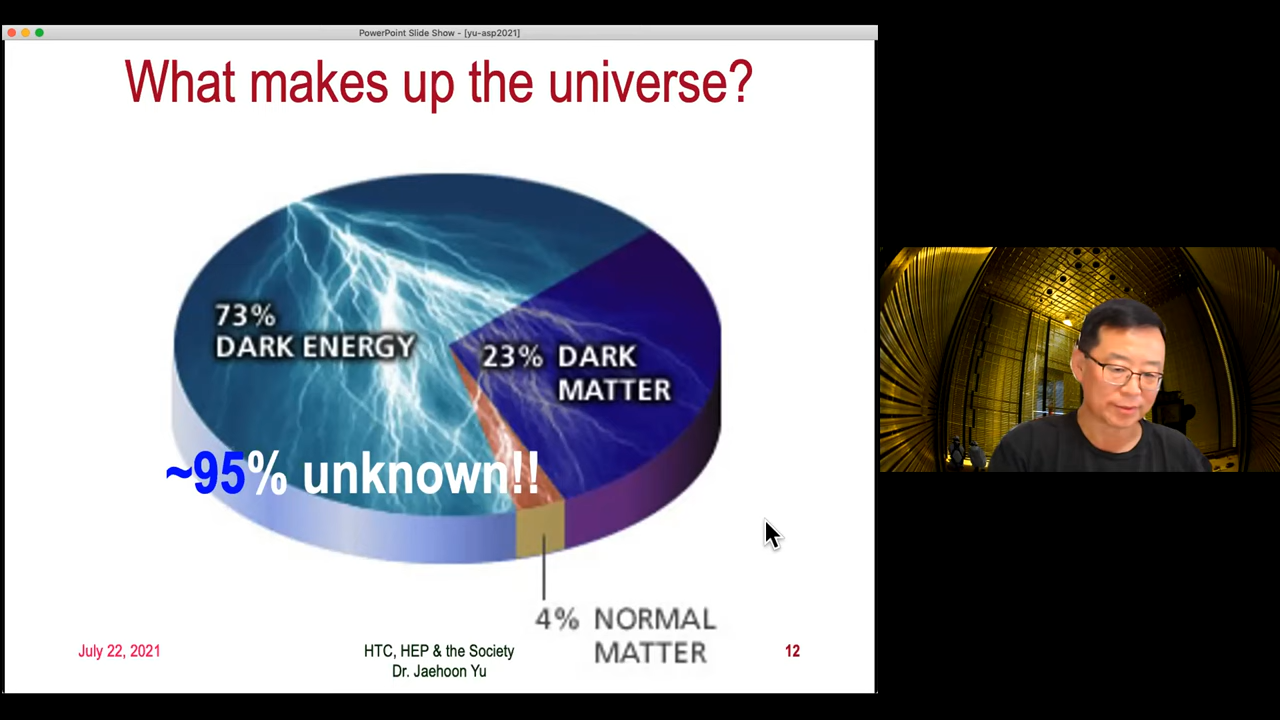 PowerPoint Slide Show - [yu-asp2021]
What makes up the universe?
73%
DARK ENERGY
23% DARK
MATTER
~95% unknown!!
4% NORMAL
MATTER
July 22, 2021
HTC, HEP & the Society
Dr. Jaehoon Yu
12